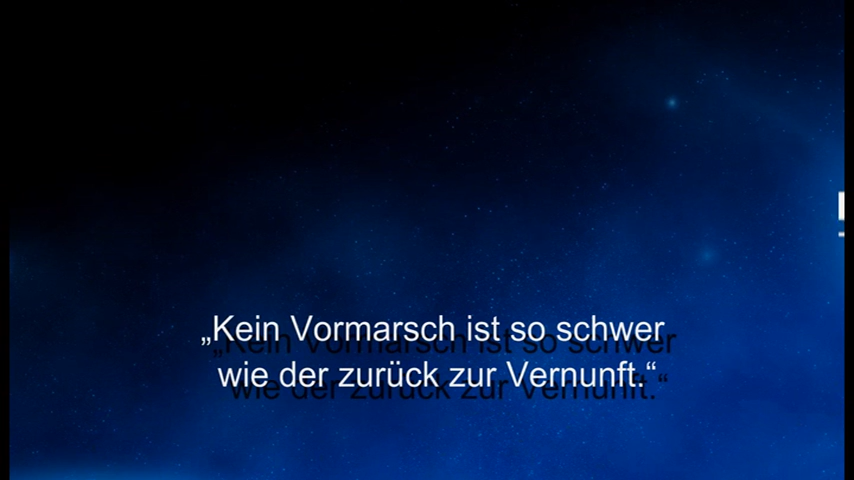 „Kein Vormarsch ist so schwer
wie der zurück zur Vernunft.“